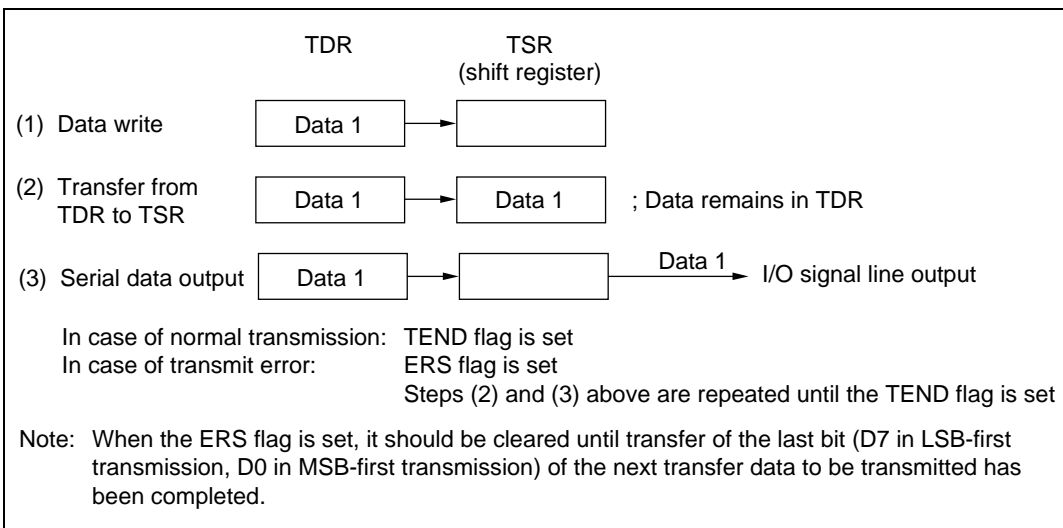 TDR TSR
(shift register)
(1) Data write Data 1
(2) Transfer from
TDR to TSR Data 1 Data 1 ; Data remains in TDR
(3) Serial data output Data 1 Data 1 I/O signal line output
In case of normal transmission: TEND flag is set
In case of transmit error: ERS flag is set
Steps (2) and (3) above are repeated until the TEND flag is set
Note: When the ERS flag is set, it should be cleared until transfer of the last bit (D7 in LSB-first
transmission, D0 in MSB-first transmission) of the next transfer data to be transmitted has
been completed.